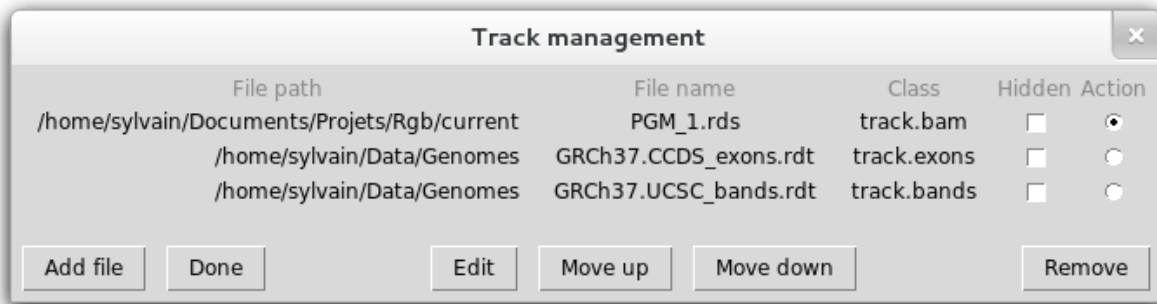 Track management
File path File name Class Hidden Action
/home/sylvain/Documents/Projets/Rgb/current PGM_1.rds track.bam
/home/sylvain/Data/Genomes GRCh37.CCDS_exons.rdt track.exons
/home/sylvain/Data/Genomes GRCh37.UCSC_bands.rdt track.bands
Add file Done Edit Move up Move down Remove